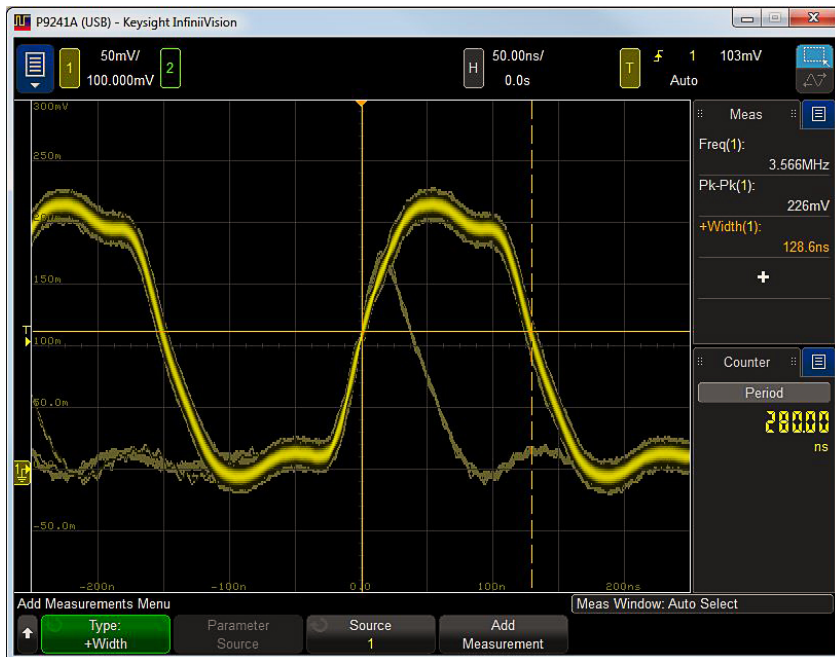 P9241A (USB) - Keysight InfiniiVision
1
50mV/
100.000mV
2
H
50.00ns/
0.0s
T
1
103mV
Auto
300mV
250m
150m
100m
50.0m
-50.0m
T
1
-200n
-100n
0.0
100n
200ns
Meas
Freq(1):
3.566MHz
Pk-Pk(1):
226mV
+Width(1):
128.6ns
+
Counter
Period
280.00
ns
Add Measurements Menu
Meas Window: Auto Select
Type:
+Width
Parameter
Source
Source
1
Add
Measurement